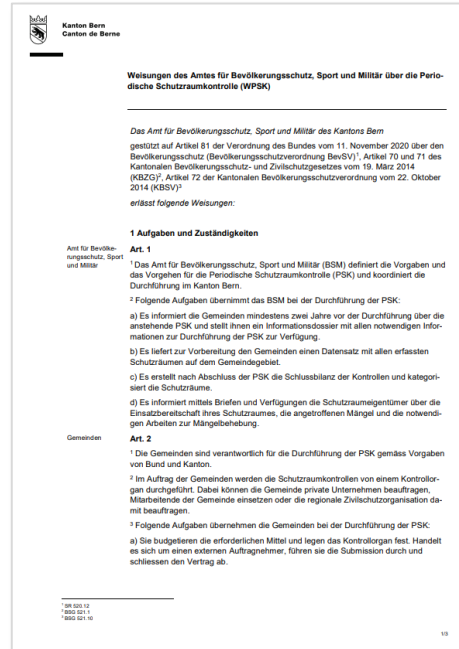 Kanton Bern
Canton de Berne
Weisungen des Amtes für Bevölkerungsschutz, Sport und Militär über die Perio-
dische Schutzraumkontrolle (WPSK)
Das Amt für Bevölkerungsschutz, Sport und Militär des Kantons Bern
gestützt auf Artikel 81 der Verordnung des Bundes vom 11. November 2020 über den
Bevölkerungsschutz (Bevölkerungsschutzverordnung BevSV)¹, Artikel 70 und 71 des
Kantonalen Bevölkerungsschutz- und Zivilschutzgesetzes vom 19. März 2014
(KBZG)², Artikel 72 der Kantonalen Bevölkerungsschutzverordnung vom 22. Oktober
2014 (KBSV)³
erlässt folgende Weisungen:
1 Aufgaben und Zuständigkeiten
Amt für Bevölke-
rungsschutz, Sport
und Militär
Art. 1
¹ Das Amt für Bevölkerungsschutz, Sport und Militär (BSM) definiert die Vorgaben und
das Vorgehen für die Periodische Schutzraumkontrolle (PSK) und koordiniert die
Durchführung im Kanton Bern.
² Folgende Aufgaben übernimmt das BSM bei der Durchführung der PSK:
a) Es informiert die Gemeinden mindestens zwei Jahre vor der Durchführung über die
anstehende PSK und stellt ihnen ein Informationsdossier mit allen notwendigen Infor-
mationen zur Durchführung der PSK zur Verfügung.
b) Es liefert zur Vorbereitung den Gemeinden einen Datensatz mit allen erfassten
Schutzräumen auf dem Gemeindegebiet.
c) Es erstellt nach Abschluss der PSK die Schlussbilanz der Kontrollen und kategori-
siert die Schutzräume.
d) Es informiert mittels Briefen und Verfügungen die Schutzraumeigentümer über die
Einsatzbereitschaft ihres Schutzraumes, die angetroffenen Mängel und die notwendi-
gen Arbeiten zur Mängelbehebung.
Gemeinden
Art. 2
¹ Die Gemeinden sind verantwortlich für die Durchführung der PSK gemäss Vorgaben
von Bund und Kanton.
² Im Auftrag der Gemeinden werden die Schutzraumkontrollen von einem Kontrollor-
gan durchgeführt. Dabei können die Gemeinde private Unternehmen beauftragen,
Mitarbeitende der Gemeinde einsetzen oder die regionale Zivilschutzorganisation da-
mit beauftragen.
³ Folgende Aufgaben übernehmen die Gemeinden bei der Durchführung der PSK:
a) Sie budgetieren die erforderlichen Mittel und legen das Kontrollorgan fest. Handelt
es sich um einen externen Auftragnehmer, führen sie die Submission durch und
schliessen den Vertrag ab.
¹ SR 520.12
² BSG 521.1
³ BSG 521.10
1/3